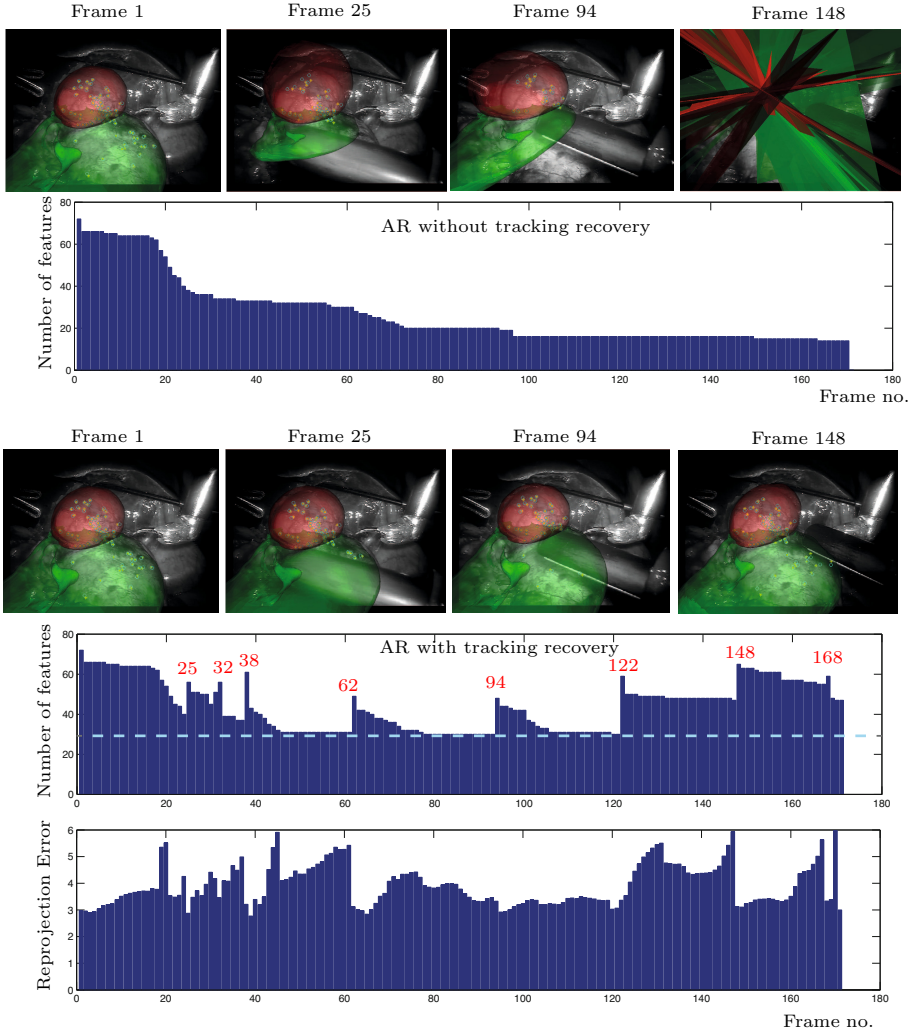 Frame 1 Frame 25 Frame 94 Frame 148
AR without tracking recovery
Number of features
80
60
40
20
0
0 20 40 60 80 100 120 140 160 180
Frame no.
Frame 1 Frame 25 Frame 94 Frame 148
AR with tracking recovery
Number of features
80
60
40
20
0
25 32 38 62 94 122 148 168
0 20 40 60 80 100 120 140 160 180
Reprojection Error
6
5
4
3
2
1
0
0 20 40 60 80 100 120 140 160 180
Frame no.